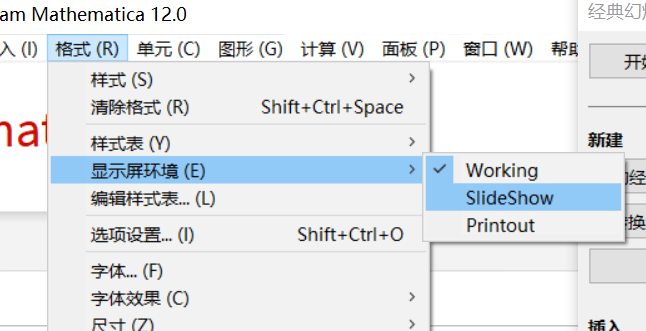 am Mathematica 12.0
经典幻
入 (I) 格式 (R) 单元 (C) 图形 (G) 计算 (V) 面板 (P) 窗口 (W) 帮助
开
样式 (S)
清除格式 (R) Shift+Ctrl+Space
mat
新建
样式表 (Y)
显示屏环境 (E)
Working
的经
编辑样式表... (L)
SlideShow
替换
选项设置... (I) Shift+Ctrl+O
Printout
字体... (F)
字体效果 (C)
尺寸 (Z)
插入